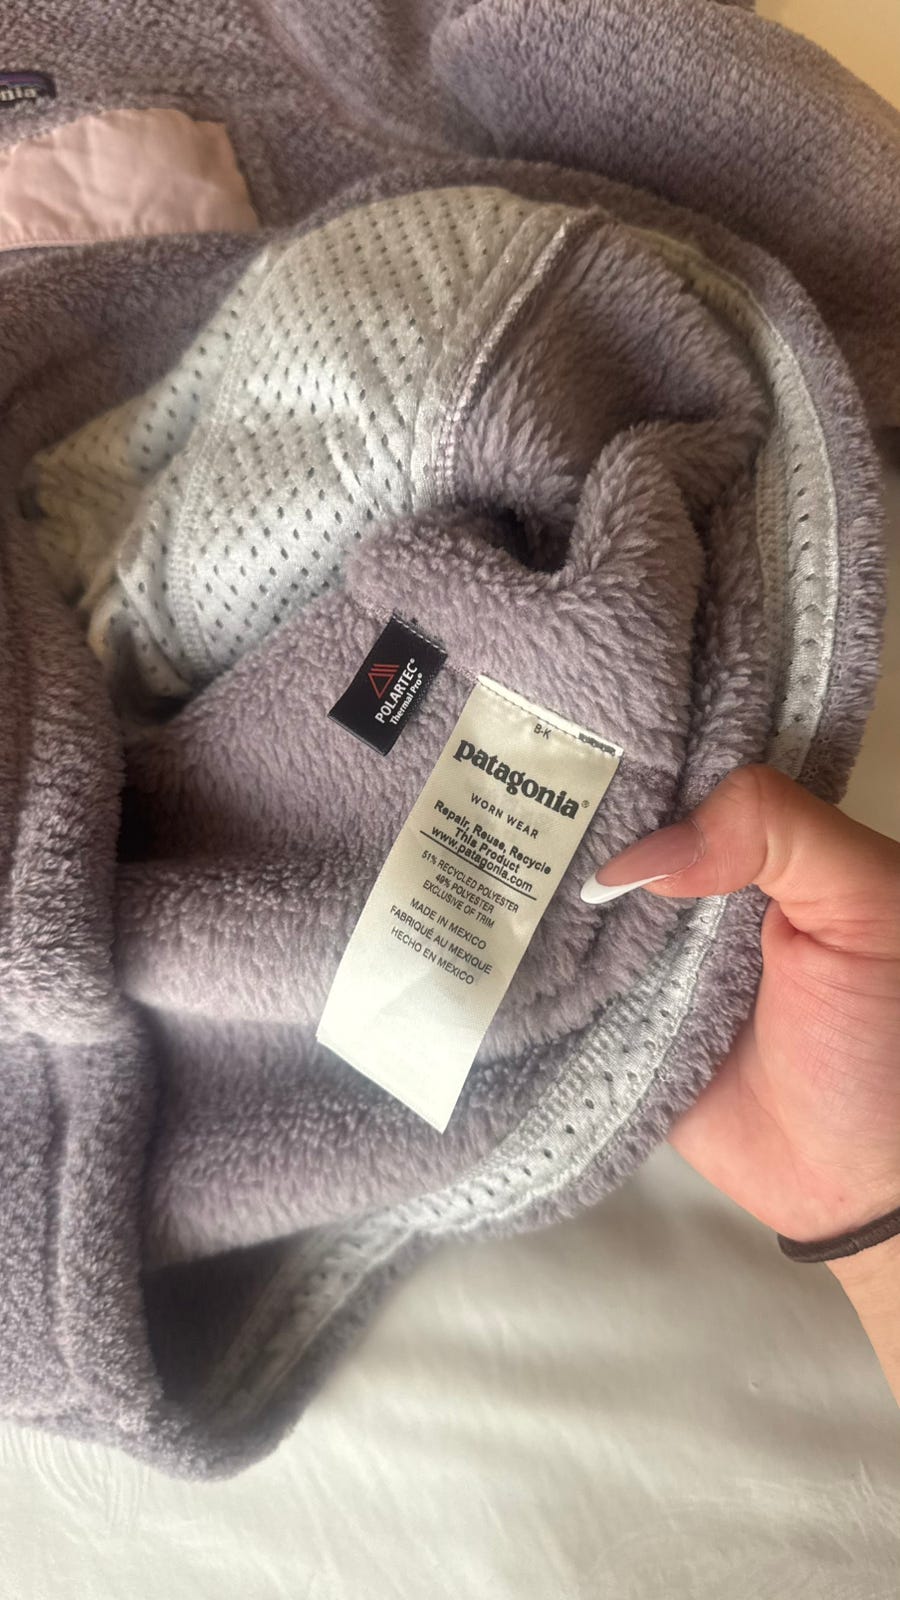 nia
POLARTEC®
Thermal Pro®
B-K
patagonia®
WORN WEAR
Repair, Reuse, Recycle
This Product
www.patagonia.com
51% RECYCLED POLYESTER
49% POLYESTER
EXCLUSIVE OF TRIM
MADE IN MEXICO
FABRIQUÉ AU MEXIQUE
HECHO EN MEXICO